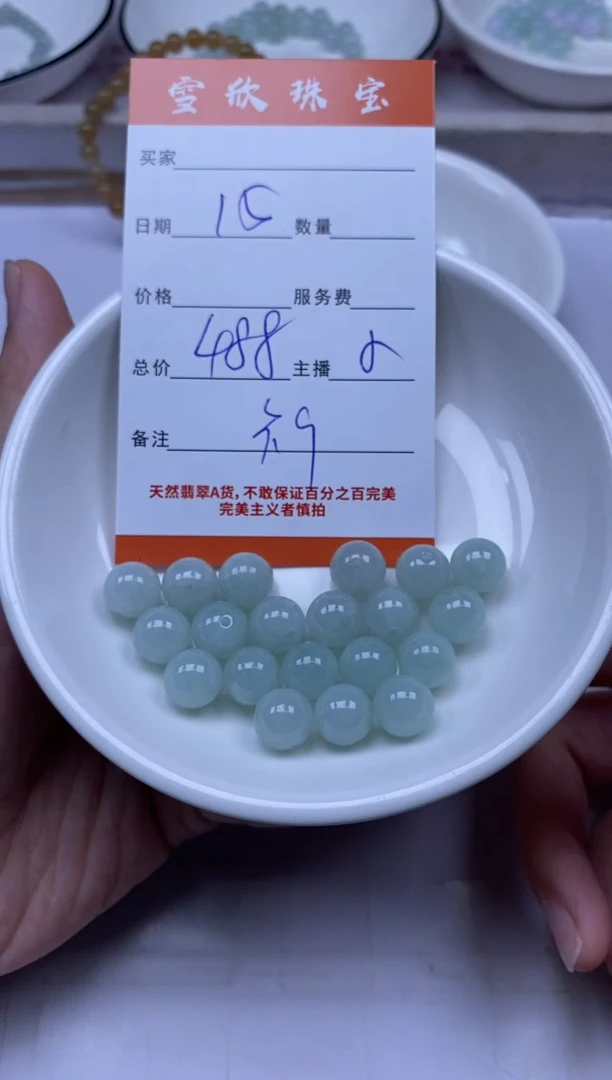 雪欣珠宝
买家
日期 15 数量
价格 服务费
总价 488 主播
备注
天然翡翠A货，不敢保证百分之百完美
完美主义者慎拍